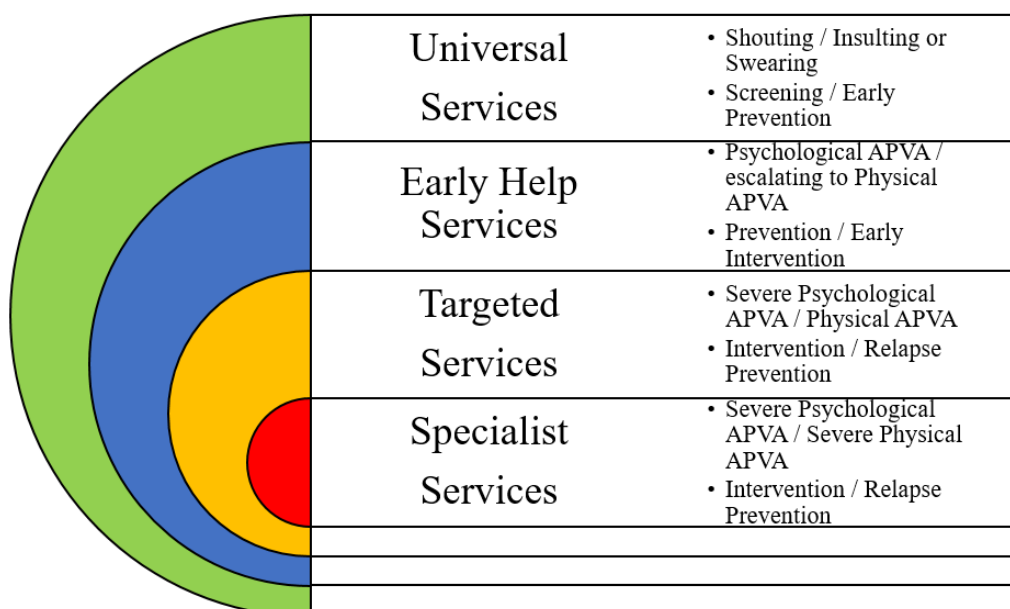 Universal
Services
• Shouting / Insulting or
Swearing
• Screening / Early
Prevention
Early Help
Services
• Psychological APVA /
escalating to Physical
APVA
• Prevention / Early
Intervention
Targeted
Services
• Severe Psychological
APVA / Physical APVA
• Intervention / Relapse
Prevention
Specialist
Services
• Severe Psychological
APVA / Severe Physical
APVA
• Intervention / Relapse
Prevention